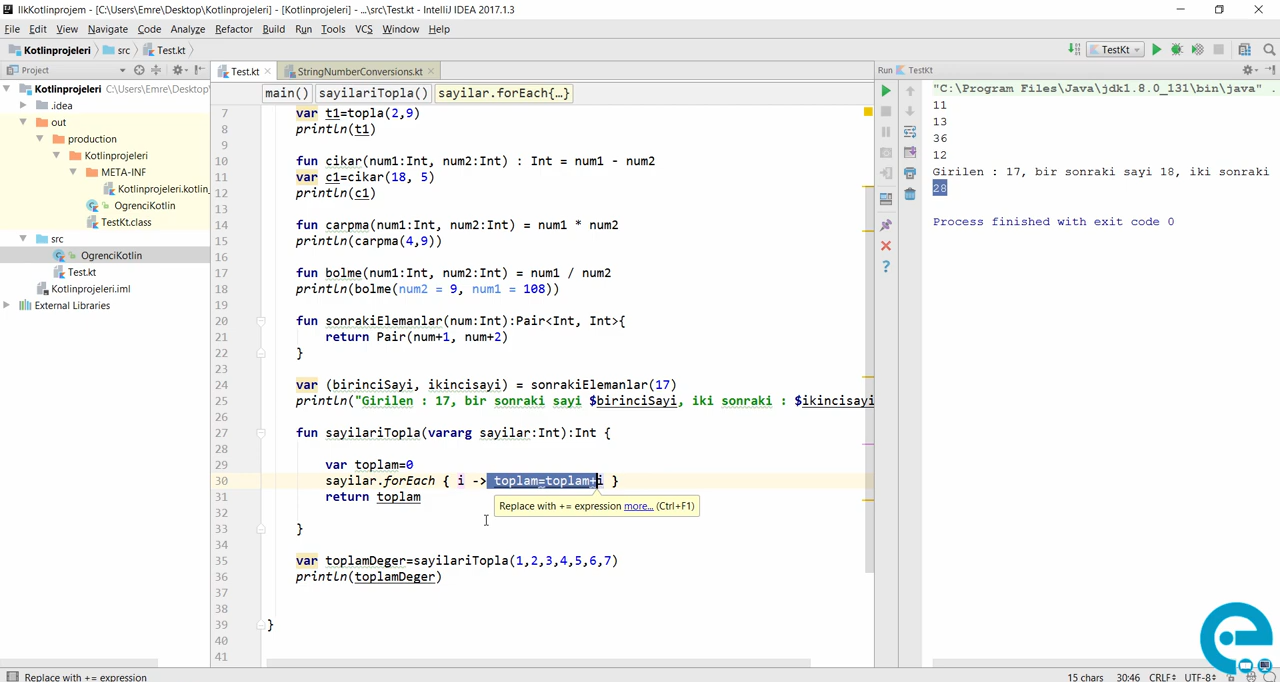 IlkKotlinprojem - [C:\Users\Emre\Desktop\Kotlinprojeleri] - [Kotlinprojeleri] - ...\src\Test.kt - IntelliJ IDEA 2017.1.3
File Edit View Navigate Code Analyze Refactor Build Run Tools VCS Window Help
Kotlinprojeleri src Test.kt TestKt
Project Test.kt StringNumberConversions.kt Run TestKt
main() sayilariTopla() sayilar.forEach{...}
Kotlinprojeleri C:\Users\Emre\Desktop\
.idea
out
production
Kotlinprojeleri
META-INF
Kotlinprojeleri.kotlin_
OgrenciKotlin
TestKt.class
src
OgrenciKotlin
Test.kt
Kotlinprojeleri.iml
External Libraries
7 var t1=topla(2,9)
8 println(t1)
9
10 fun cikar(num1:Int, num2:Int) : Int = num1 - num2
11 var c1=cikar(18, 5)
12 println(c1)
13
14 fun carpma(num1:Int, num2:Int) = num1 * num2
15 println(carpma(4,9))
16
17 fun bolme(num1:Int, num2:Int) = num1 / num2
18 println(bolme(num2 = 9, num1 = 108))
19
20 fun sonrakiElemanlar(num:Int):Pair<Int, Int>{
21 return Pair(num+1, num+2)
22 }
23
24 var (birinciSayi, ikincisayi) = sonrakiElemanlar(17)
25 println("Girilen : 17, bir sonraki sayi $birinciSayi, iki sonraki : $ikincisayi
26
27 fun sayilariTopla(vararg sayilar:Int):Int {
28
29 var toplam=0
30 sayilar.forEach { i -> toplam=toplam+i }
31 return toplam
Replace with += expression more... (Ctrl+F1)
32
33 }
34
35 var toplamDeger=sayilariTopla(1,2,3,4,5,6,7)
36 println(toplamDeger)
37
38
39 }
40
41
"C:\Program Files\Java\jdk1.8.0_131\bin\java" .
11
13
36
12
Girilen : 17, bir sonraki sayi 18, iki sonraki
28
Process finished with exit code 0
Replace with += expression 15 chars 30:46 CRLF÷ UTF-8÷